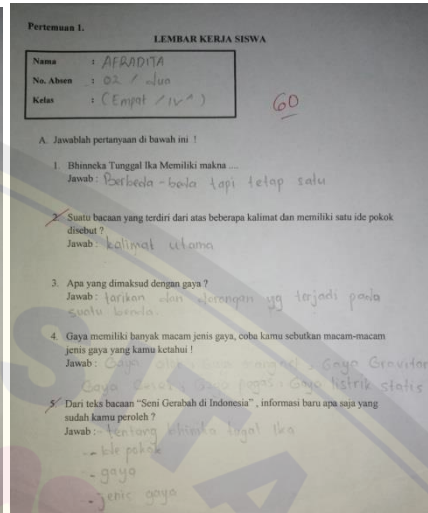 Pertemuan 1.
LEMBAR KERJA SISWA
Nama : AFRADITA
No. Absen : 02 / dua
Kelas : (Empat / IV A)
60
A. Jawablah pertanyaan di bawah ini !
1. Bhinneka Tunggal Ika Memiliki makna ...
Jawab : Berbeda-beda tapi tetap satu
2. Suatu bacaan yang terdiri dari atas beberapa kalimat dan memiliki satu ide pokok
disebut ?
Jawab : kalimat utama
3. Apa yang dimaksud dengan gaya ?
Jawab : tarikan dan dorongan yg terjadi pada
suatu benda.
4. Gaya memiliki banyak macam jenis gaya, coba kamu sebutkan macam-macam
jenis gaya yang kamu ketahui !
Jawab : Gaya magnet, Gaya Gravitasi
Gaya Gesek, gaya pegas, Gaya listrik statis
5. Dari teks bacaan “Seni Gerabah di Indonesia” , informasi baru apa saja yang
sudah kamu peroleh ?
Jawab : - tentang Ika
- ide pokok
- gaya
- jenis gaya